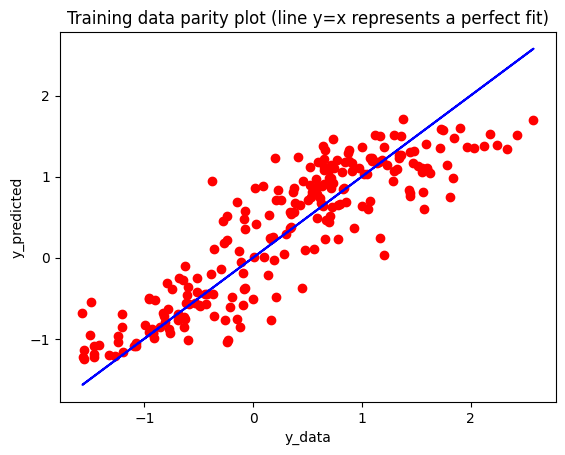 Training data parity plot (line y=x represents a perfect fit)
y_predicted
2
1
0
−1
−1
0
1
2
y_data